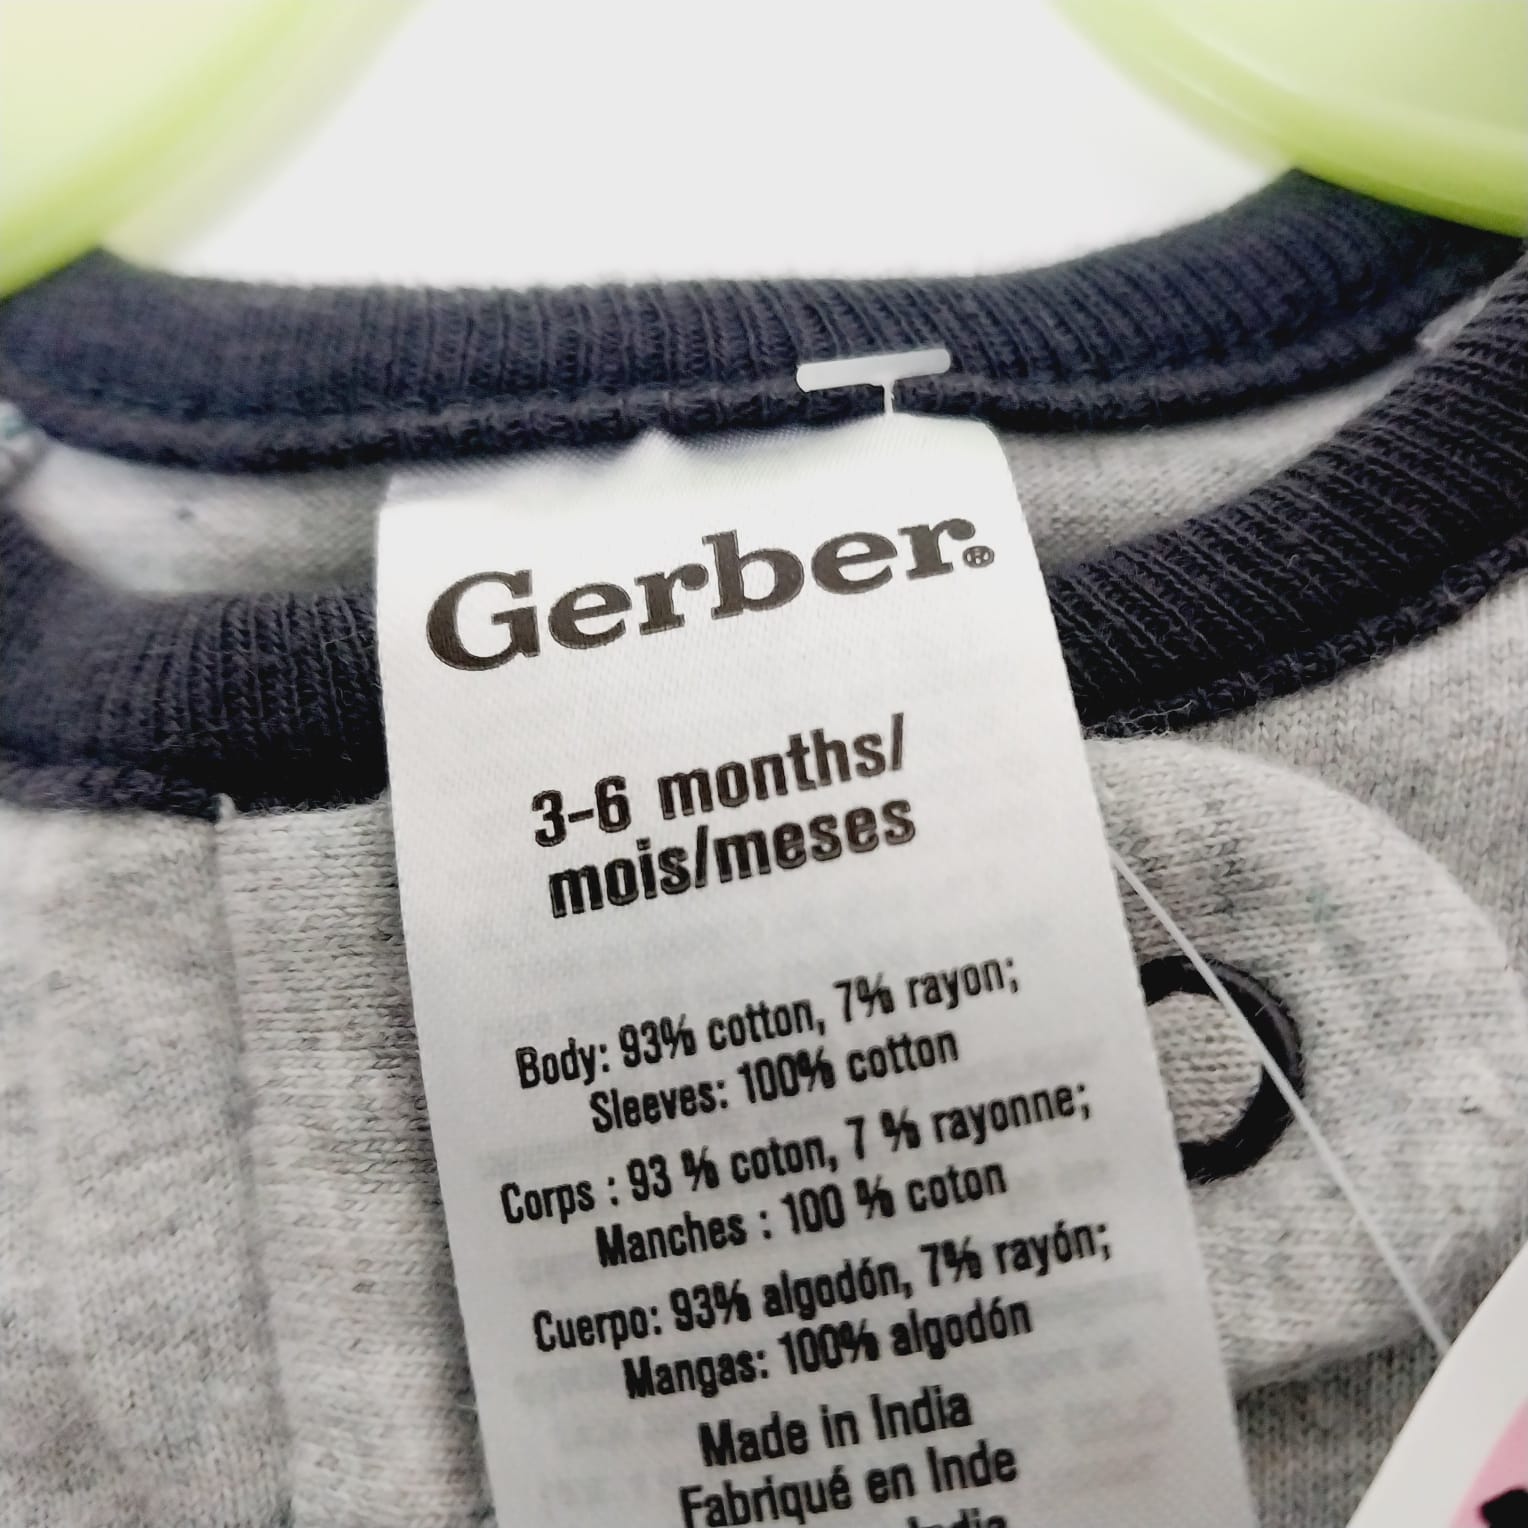 Gerber®
3-6 months/
mois/meses
Body: 93% cotton, 7% rayon;
Sleeves: 100% cotton
Corps : 93 % coton, 7 % rayonne;
Manches : 100 % coton
Cuerpo: 93% algodón, 7% rayón;
Mangas: 100% algodón
Made in India
Fabriqué en Inde
India